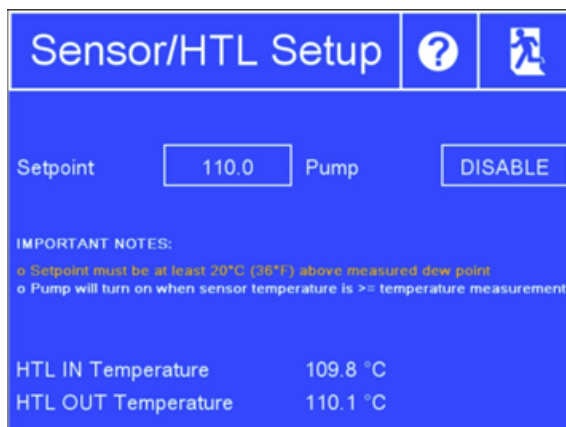 Sensor/HTL Setup ?
Setpoint 110.0 Pump DISABLE
IMPORTANT NOTES:
o Setpoint must be at least 20°C (36°F) above measured dew point
o Pump will turn on when sensor temperature is >= temperature measurement
HTL IN Temperature 109.8 °C
HTL OUT Temperature 110.1 °C